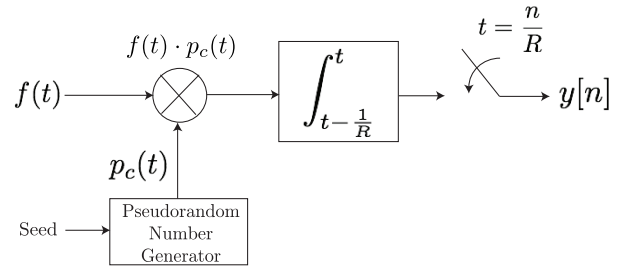 f(t) · p_c(t)
t = n/R
f(t)
∫_{t-1/R}^{t}
y[n]
p_c(t)
Seed
Pseudorandom
Number
Generator